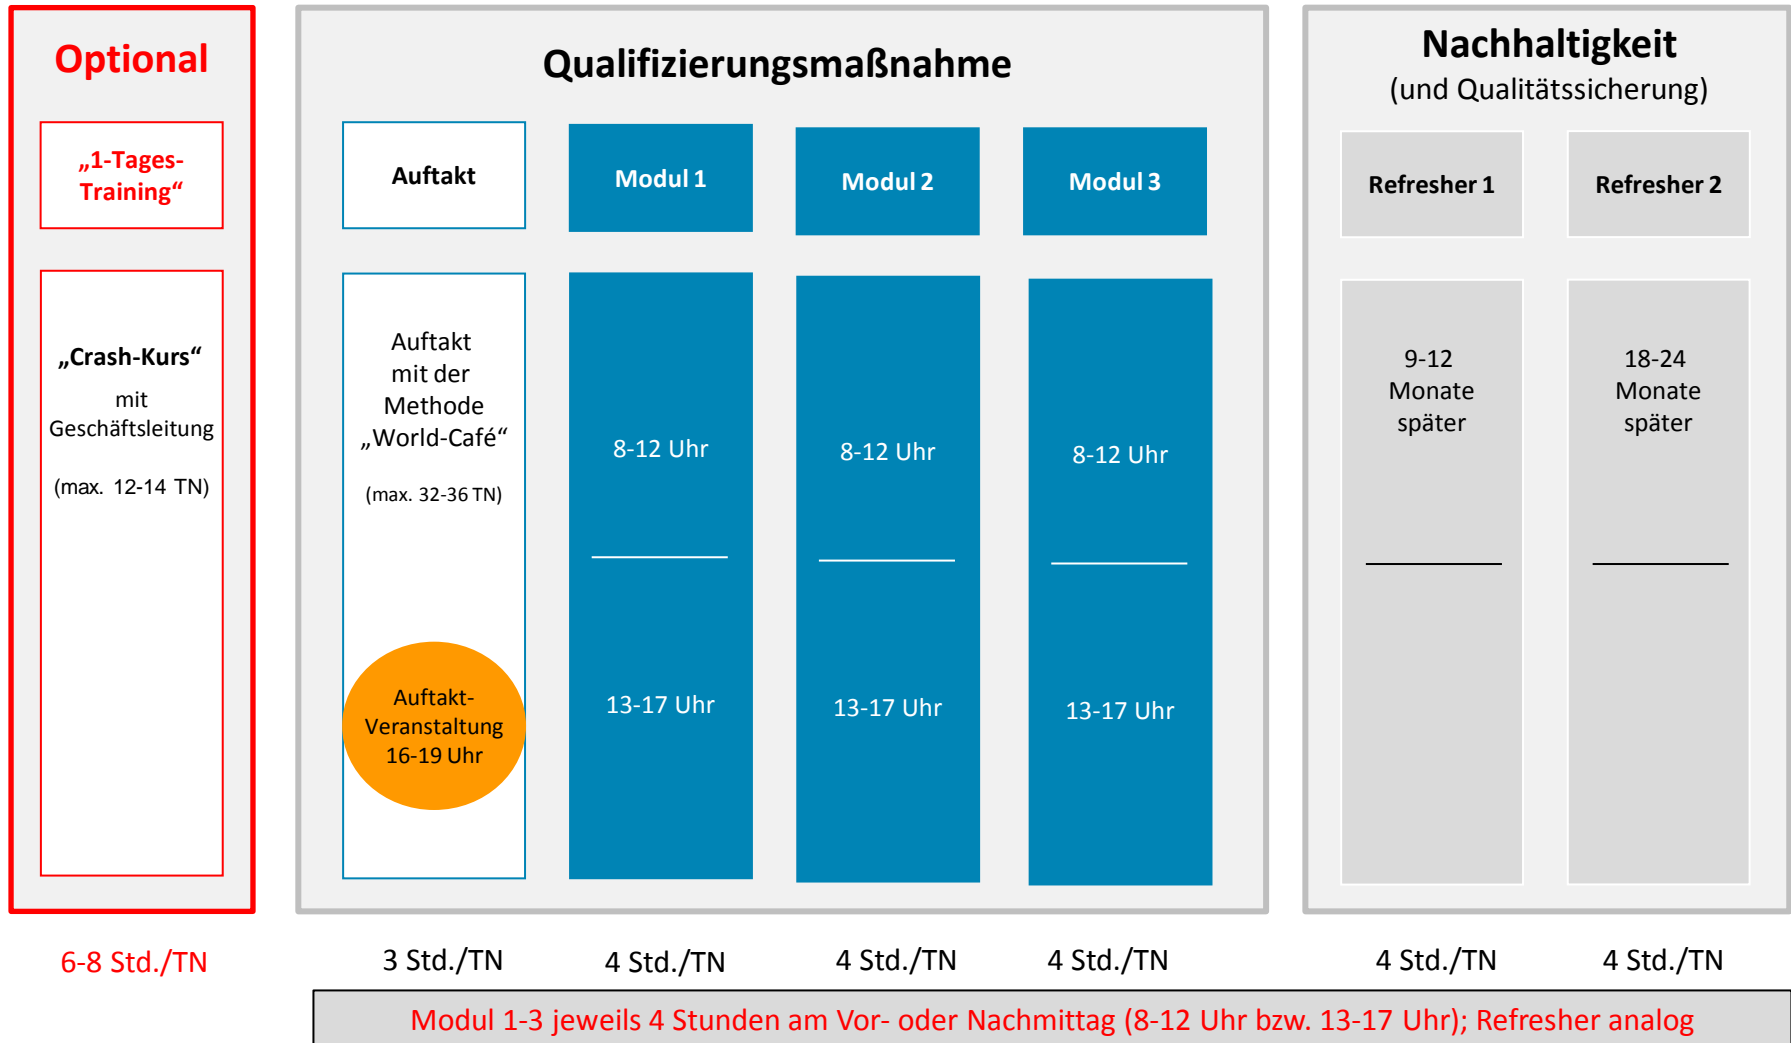 Optional
„1-Tages-
Training“
„Crash-Kurs“
mit
Geschäftsleitung
(max. 12-14 TN)
6-8 Std./TN
Qualifizierungsmaßnahme
Auftakt
Auftakt
mit der
Methode
„World-Café“
(max. 32-36 TN)
Auftakt-
Veranstaltung
16-19 Uhr
3 Std./TN
Modul 1
8-12 Uhr
13-17 Uhr
4 Std./TN
Modul 2
8-12 Uhr
13-17 Uhr
4 Std./TN
Modul 3
8-12 Uhr
13-17 Uhr
4 Std./TN
Nachhaltigkeit
(und Qualitätssicherung)
Refresher 1
9-12
Monate
später
4 Std./TN
Refresher 2
18-24
Monate
später
4 Std./TN
Modul 1-3 jeweils 4 Stunden am Vor- oder Nachmittag (8-12 Uhr bzw. 13-17 Uhr); Refresher analog